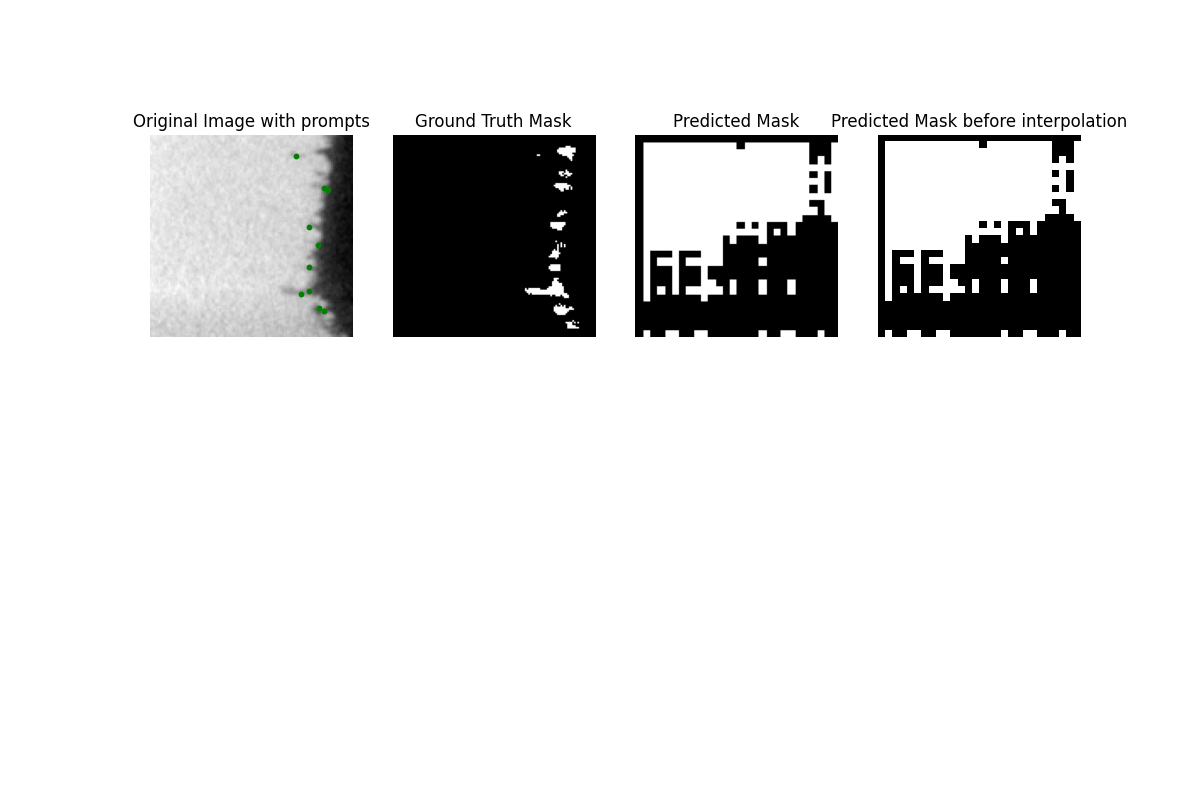 Original Image with prompts
Ground Truth Mask
Predicted Mask
Predicted Mask before interpolation